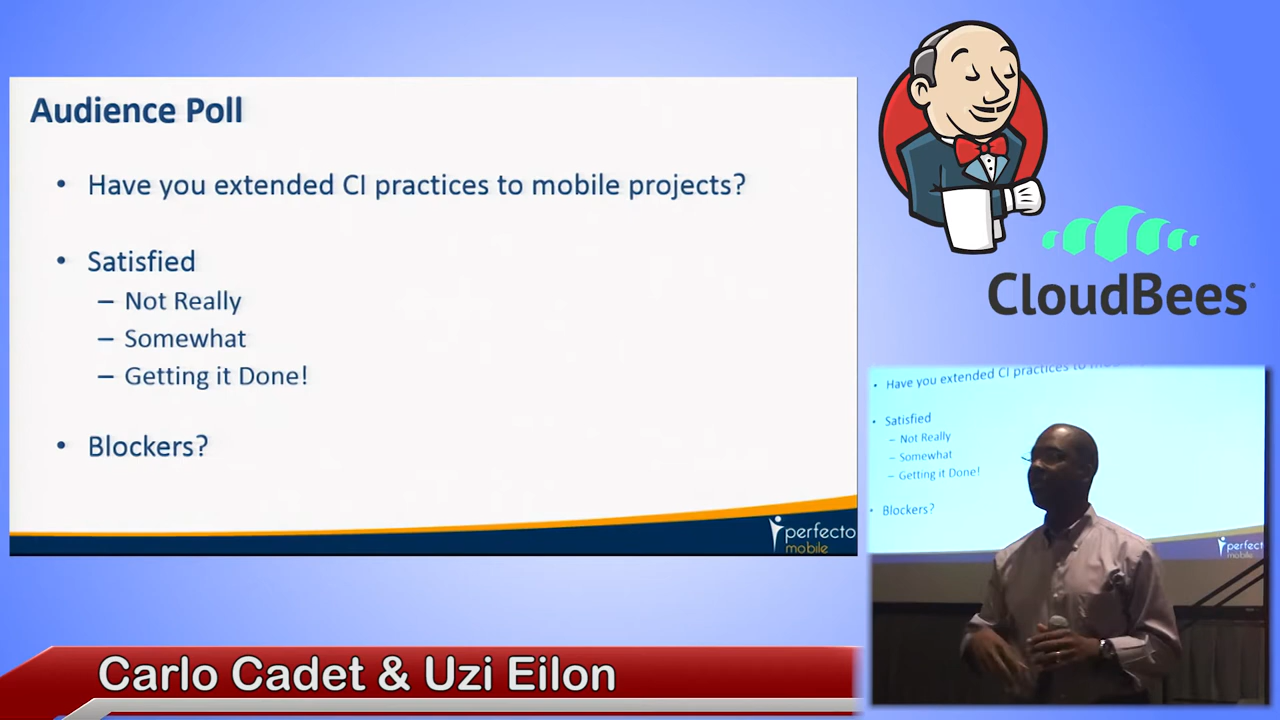 Audience Poll
• Have you extended CI practices to mobile projects?
• Satisfied
– Not Really
– Somewhat
– Getting it Done!
• Blockers?
perfecto
mobile
CloudBees
• Have you extended CI practices to
• Satisfied
– Not Really
– Somewhat
– Getting it Done!
• Blockers?
perfect
mobile
Carlo Cadet & Uzi Eilon